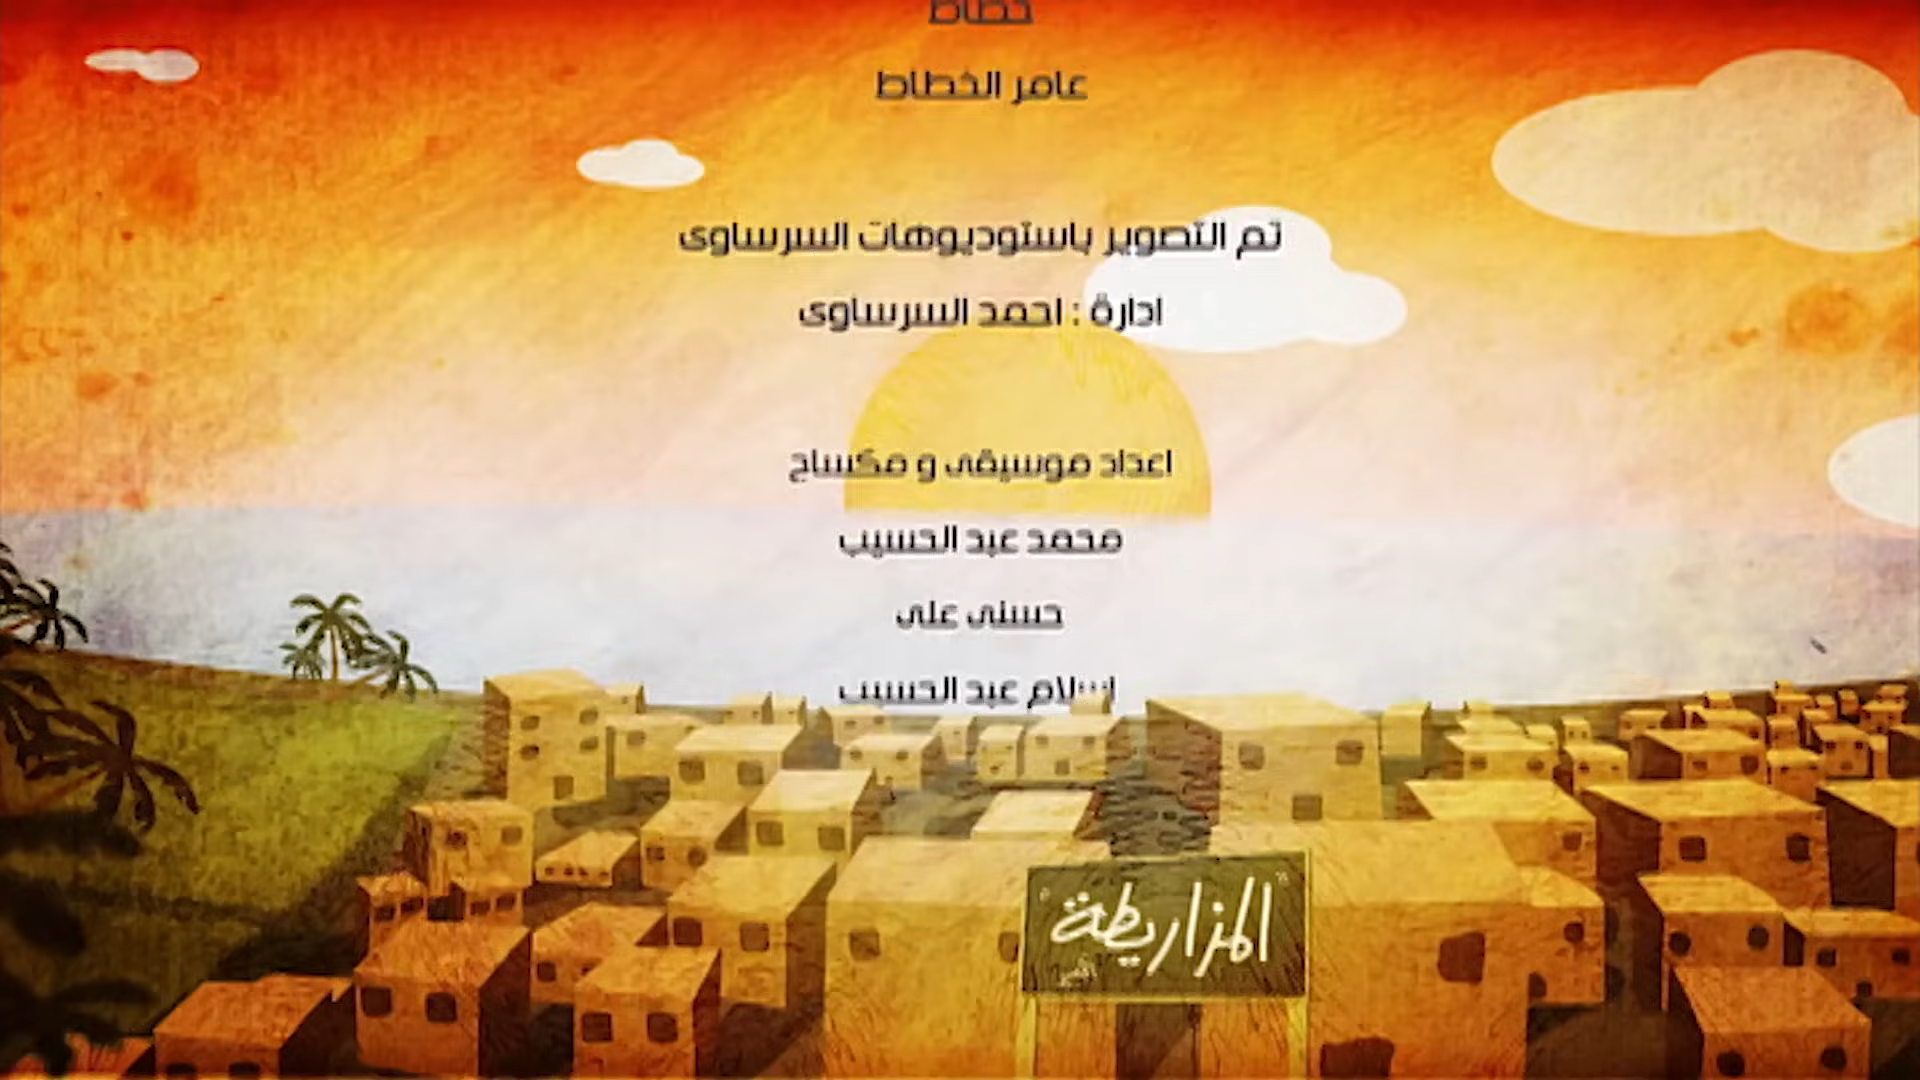 خطاط
عامر الخطاط
تم التصوير باستوديوهات السرساوى
ادارة : احمد السرساوى
اعداد موسيقى و مكساج
محمد عبد الحسيب
حسنى على
اسلام عبد الحسيب
"المزاريطة"